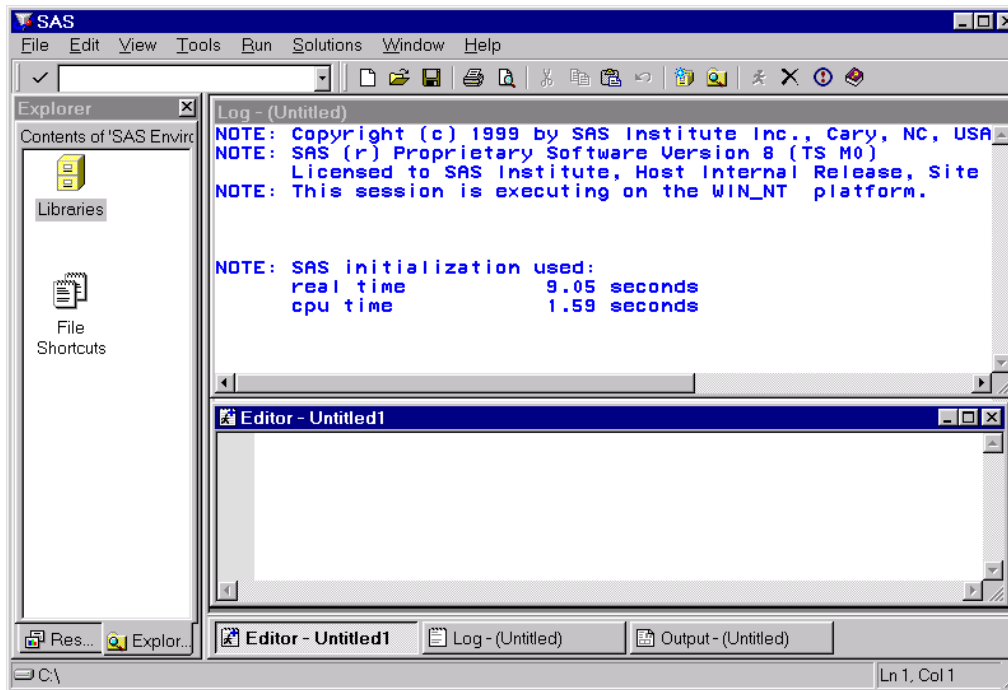 SAS
File Edit View Tools Run Solutions Window Help
Explorer
Contents of 'SAS Envir
Libraries
File
Shortcuts
Res...
Explor...
Log - (Untitled)
NOTE: Copyright (c) 1999 by SAS Institute Inc., Cary, NC, USA
NOTE: SAS (r) Proprietary Software Version 8 (TS M0)
Licensed to SAS Institute, Host Internal Release, Site
NOTE: This session is executing on the WIN_NT platform.
NOTE: SAS initialization used:
real time 9.05 seconds
cpu time 1.59 seconds
Editor - Untitled1
Editor - Untitled1
Log - (Untitled)
Output - (Untitled)
C:\
Ln 1, Col 1